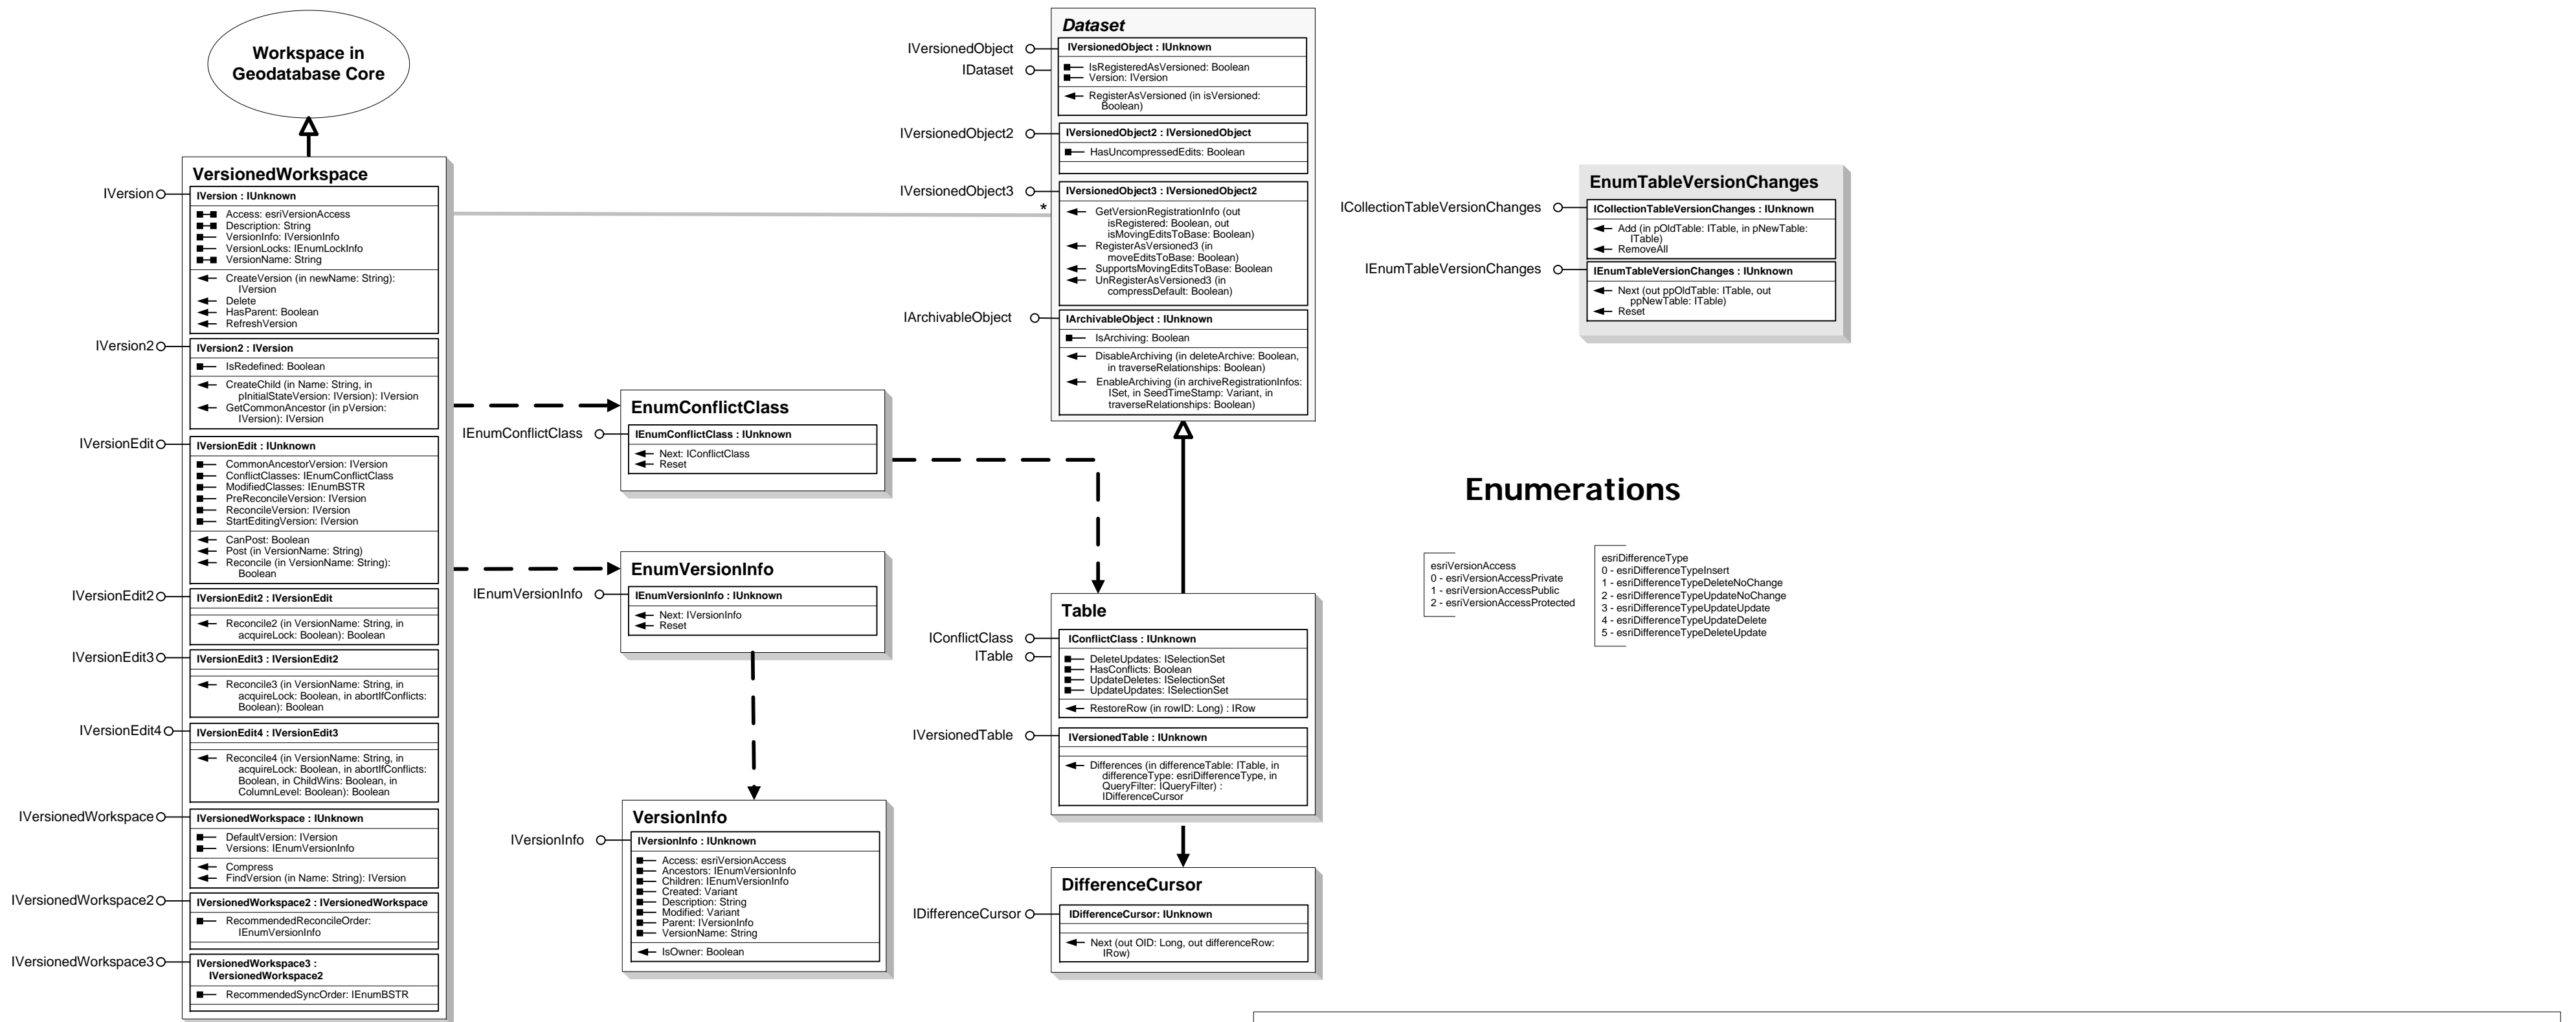 Workspace in
Geodatabase Core
VersionedWorkspace
IVersion
IVersion : IUnknown
Access: esriVersionAccess
Description: String
VersionInfo: IVersionInfo
VersionLocks: IEnumLockInfo
VersionName: String
CreateVersion (in newName: String):
IVersion
Delete
HasParent: Boolean
RefreshVersion
IVersion2
IVersion2 : IVersion
IsRedefined: Boolean
CreateChild (in Name: String, in
pInitialStateVersion: IVersion): IVersion
GetCommonAncestor (in pVersion:
IVersion): IVersion
IVersionEdit
IVersionEdit : IUnknown
CommonAncestorVersion: IVersion
ConflictClasses: IEnumConflictClass
ModifiedClasses: IEnumBSTR
PreReconcileVersion: IVersion
ReconcileVersion: IVersion
StartEditingVersion: IVersion
CanPost: Boolean
Post (in VersionName: String)
Reconcile (in VersionName: String):
Boolean
IVersionEdit2
IVersionEdit2 : IVersionEdit
Reconcile2 (in VersionName: String, in
acquireLock: Boolean): Boolean
IVersionEdit3
IVersionEdit3 : IVersionEdit2
Reconcile3 (in VersionName: String, in
acquireLock: Boolean, in abortIfConflicts:
Boolean): Boolean
IVersionEdit4
IVersionEdit4 : IVersionEdit3
Reconcile4 (in VersionName: String, in
acquireLock: Boolean, in abortIfConflicts:
Boolean, in ChildWins: Boolean, in
ColumnLevel: Boolean): Boolean
IVersionedWorkspace
IVersionedWorkspace : IUnknown
DefaultVersion: IVersion
Versions: IEnumVersionInfo
Compress
FindVersion (in Name: String): IVersion
IVersionedWorkspace2
IVersionedWorkspace2 : IVersionedWorkspace
RecommendedReconcileOrder:
IEnumVersionInfo
IVersionedWorkspace3
IVersionedWorkspace3 :
IVersionedWorkspace2
RecommendedSyncOrder: IEnumBSTR
EnumConflictClass
IEnumConflictClass
IEnumConflictClass : IUnknown
Next: IConflictClass
Reset
EnumVersionInfo
IEnumVersionInfo
IEnumVersionInfo : IUnknown
Next: IVersionInfo
Reset
VersionInfo
IVersionInfo
IVersionInfo : IUnknown
Access: esriVersionAccess
Ancestors: IEnumVersionInfo
Children: IEnumVersionInfo
Created: Variant
Description: String
Modified: Variant
Parent: IVersionInfo
VersionName: String
IsOwner: Boolean
Dataset
IVersionedObject
IDataset
IVersionedObject : IUnknown
IsRegisteredAsVersioned: Boolean
Version: IVersion
RegisterAsVersioned (in isVersioned:
Boolean)
IVersionedObject2
IVersionedObject2 : IVersionedObject
HasUncompressedEdits: Boolean
IVersionedObject3
IVersionedObject3 : IVersionedObject2
*
GetVersionRegistrationInfo (out
isRegistered: Boolean, out
isMovingEditsToBase: Boolean)
RegisterAsVersioned3 (in
moveEditsToBase: Boolean)
SupportsMovingEditsToBase: Boolean
UnRegisterAsVersioned3 (in
compressDefault: Boolean)
IArchivableObject
IArchivableObject : IUnknown
IsArchiving: Boolean
DisableArchiving (in deleteArchive: Boolean,
in traverseRelationships: Boolean)
EnableArchiving (in archiveRegistrationInfos:
ISet, in SeedTimeStamp: Variant, in
traverseRelationships: Boolean)
Table
IConflictClass
ITable
IConflictClass : IUnknown
DeleteUpdates: ISelectionSet
HasConflicts: Boolean
UpdateDeletes: ISelectionSet
UpdateUpdates: ISelectionSet
RestoreRow (in rowID: Long) : IRow
IVersionedTable
IVersionedTable : IUnknown
Differences (in differenceTable: ITable, in
differenceType: esriDifferenceType, in
QueryFilter: IQueryFilter) :
IDifferenceCursor
DifferenceCursor
IDifferenceCursor
IDifferenceCursor: IUnknown
Next (out OID: Long, out differenceRow:
IRow)
EnumTableVersionChanges
ICollectionTableVersionChanges
ICollectionTableVersionChanges : IUnknown
Add (in pOldTable: ITable, in pNewTable:
ITable)
RemoveAll
IEnumTableVersionChanges
IEnumTableVersionChanges : IUnknown
Next (out ppOldTable: ITable, out
ppNewTable: ITable)
Reset
Enumerations
esriVersionAccess
0 - esriVersionAccessPrivate
1 - esriVersionAccessPublic
2 - esriVersionAccessProtected
esriDifferenceType
0 - esriDifferenceTypeInsert
1 - esriDifferenceTypeDeleteNoChange
2 - esriDifferenceTypeUpdateNoChange
3 - esriDifferenceTypeUpdateUpdate
4 - esriDifferenceTypeUpdateDelete
5 - esriDifferenceTypeDeleteUpdate